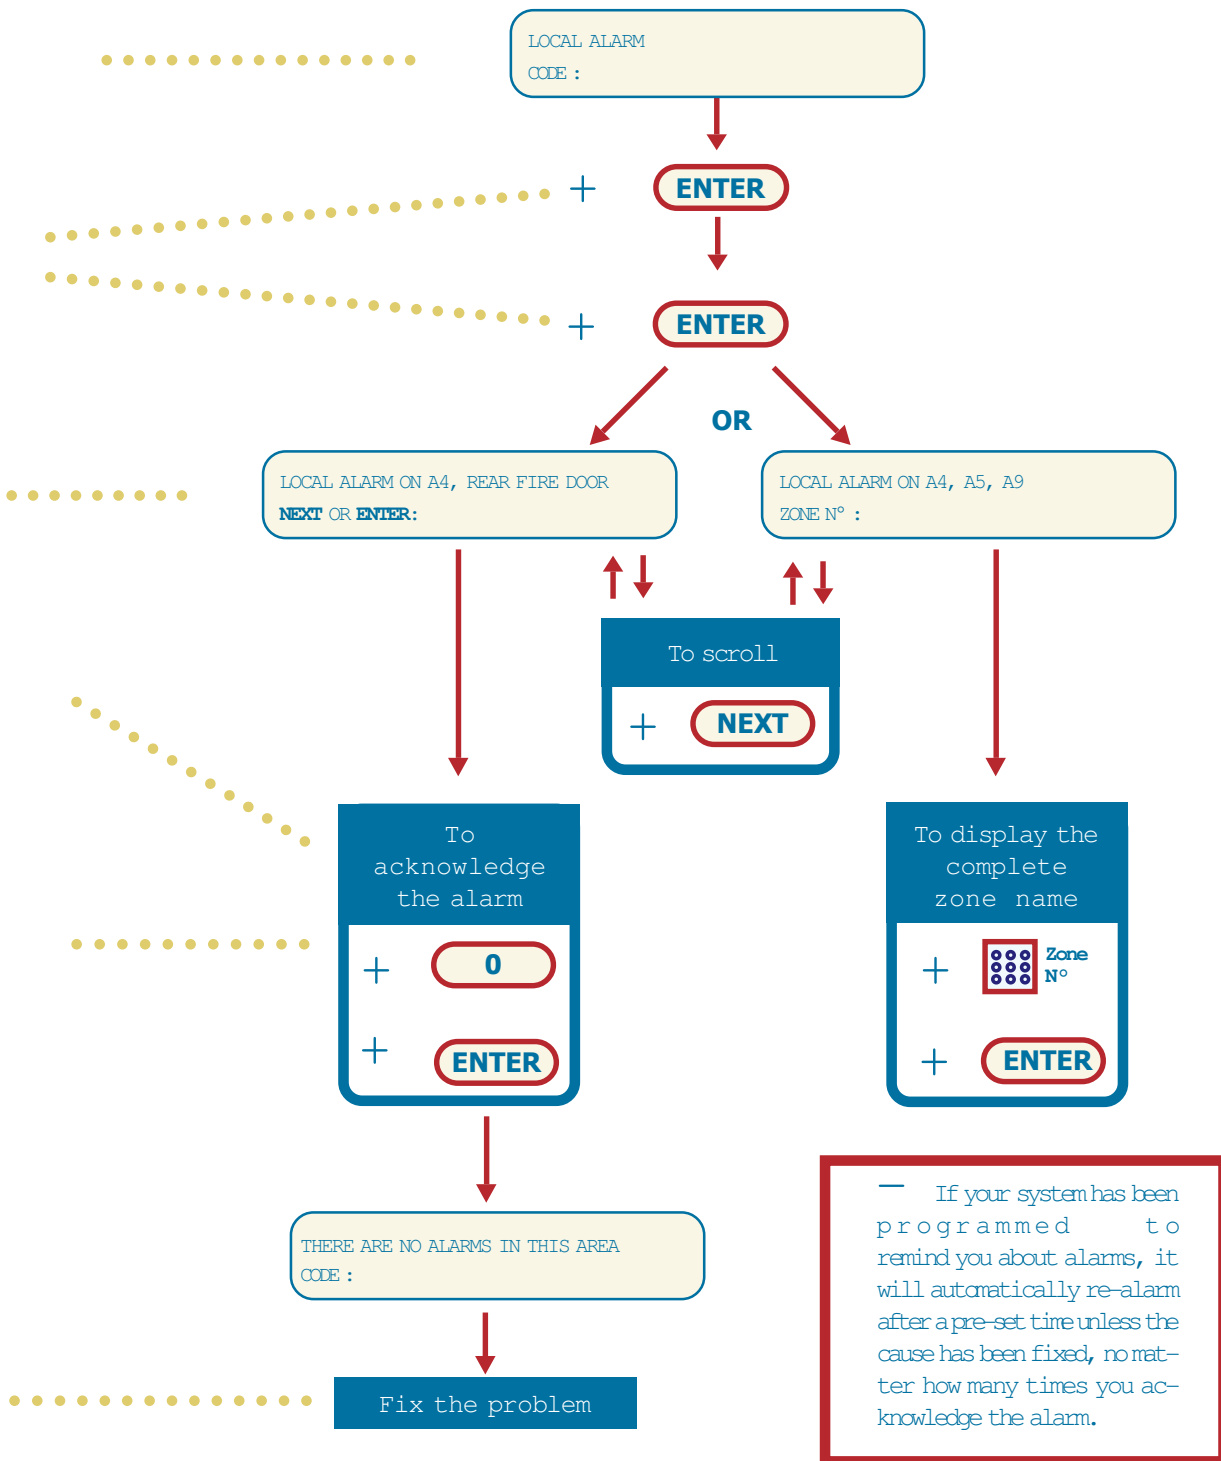 LOCAL ALARM
CODE :
+ ENTER
+ ENTER
OR
LOCAL ALARM ON A4, REAR FIRE DOOR
NEXT OR ENTER:
LOCAL ALARM ON A4, A5, A9
ZONE N° :
To scroll
+ NEXT
To
acknowledge
the alarm
+ 0
+ ENTER
To display the
complete
zone name
+ Zone
N°
+ ENTER
THERE ARE NO ALARMS IN THIS AREA
CODE :
Fix the problem
– If your system has been
programmed to
remind you about alarms, it
will automatically re-alarm
after a pre-set time unless the
cause has been fixed, no mat-
ter how many times you ac-
knowledge the alarm.